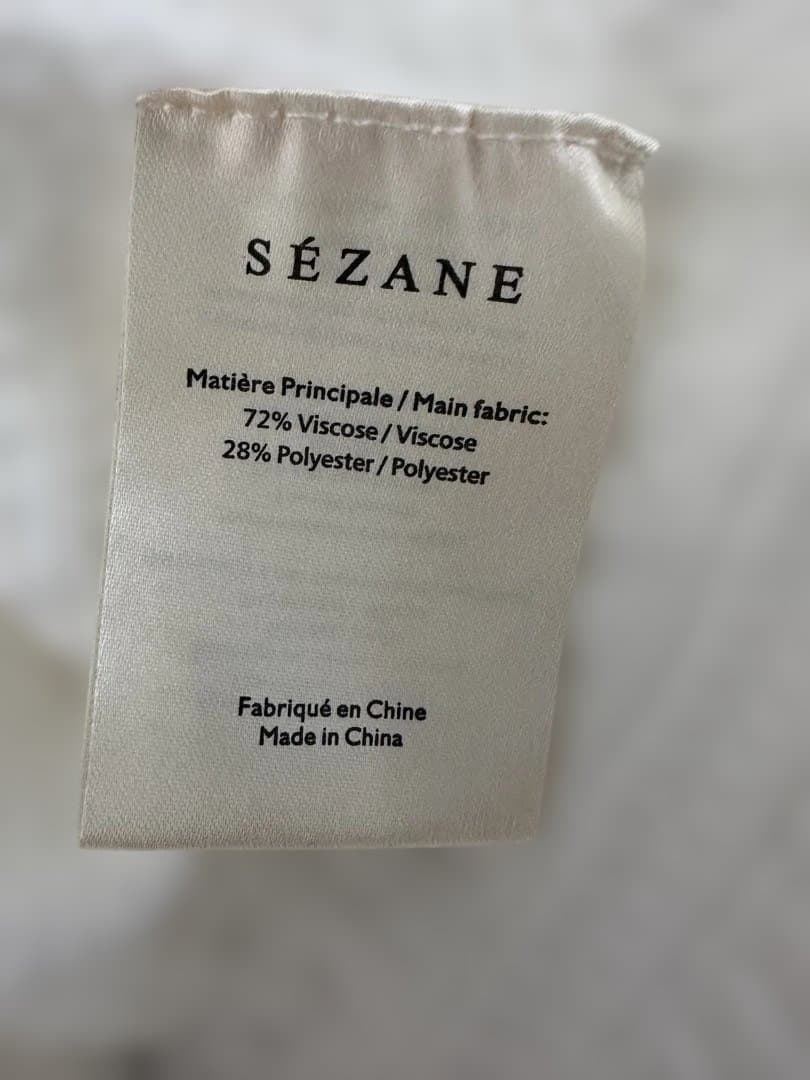 SÉZANE
Matière Principale / Main fabric:
72% Viscose / Viscose
28% Polyester / Polyester
Fabriqué en Chine
Made in China